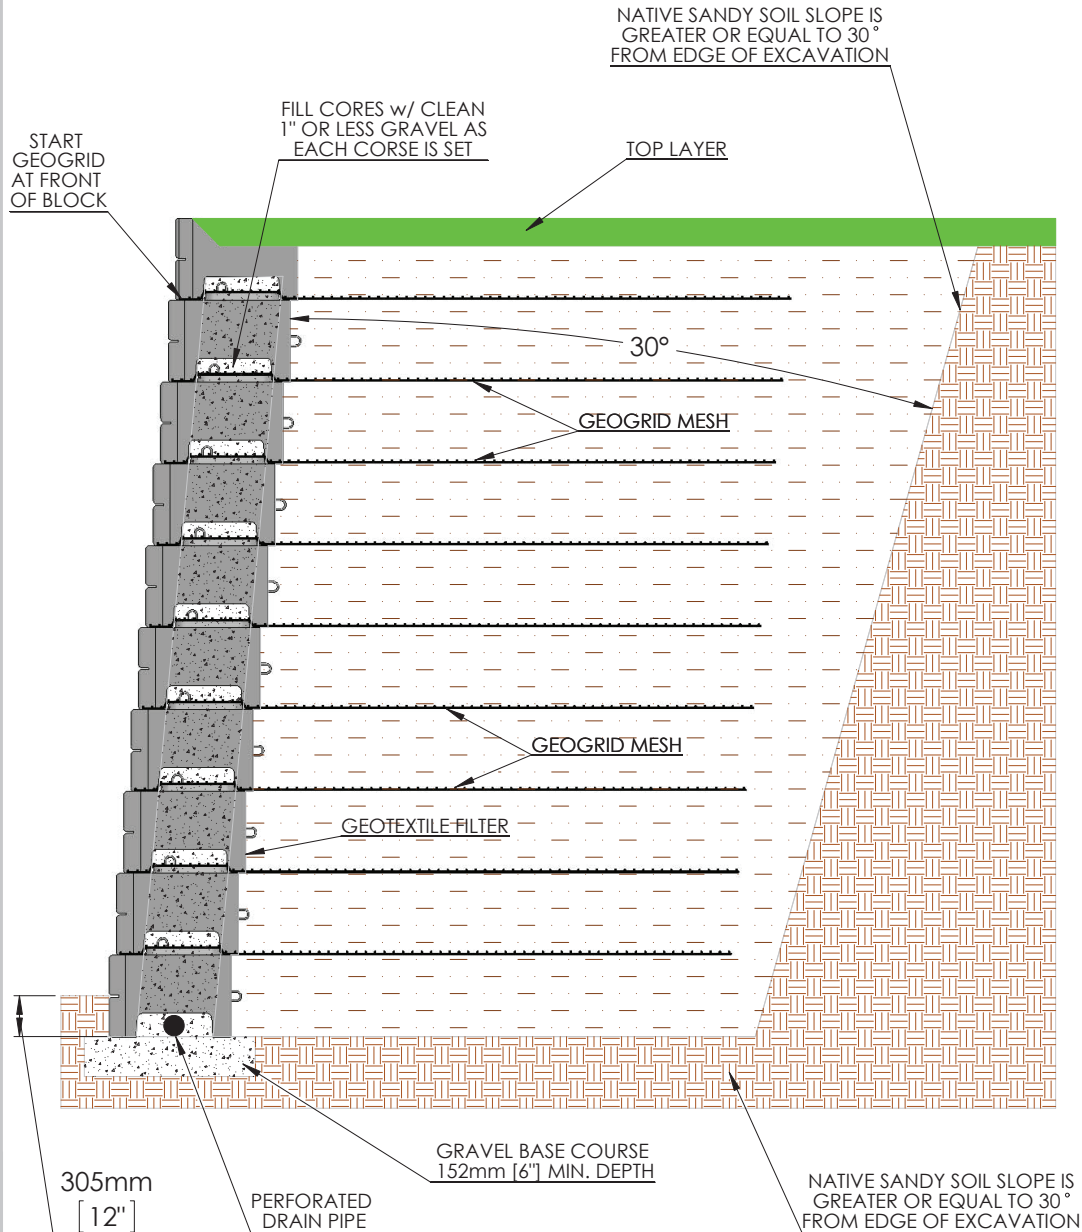 NATIVE SANDY SOIL SLOPE IS
GREATER OR EQUAL TO 30°
FROM EDGE OF EXCAVATION
FILL CORES w/ CLEAN
1" OR LESS GRAVEL AS
EACH CORSE IS SET
START
GEOGRID
AT FRONT
OF BLOCK
TOP LAYER
30°
GEOGRID MESH
GEOGRID MESH
GEOTEXTILE FILTER
GRAVEL BASE COURSE
152mm [6"] MIN. DEPTH
305mm
[12"]
PERFORATED
DRAIN PIPE
NATIVE SANDY SOIL SLOPE IS
GREATER OR EQUAL TO 30°
FROM EDGE OF EXCAVATION